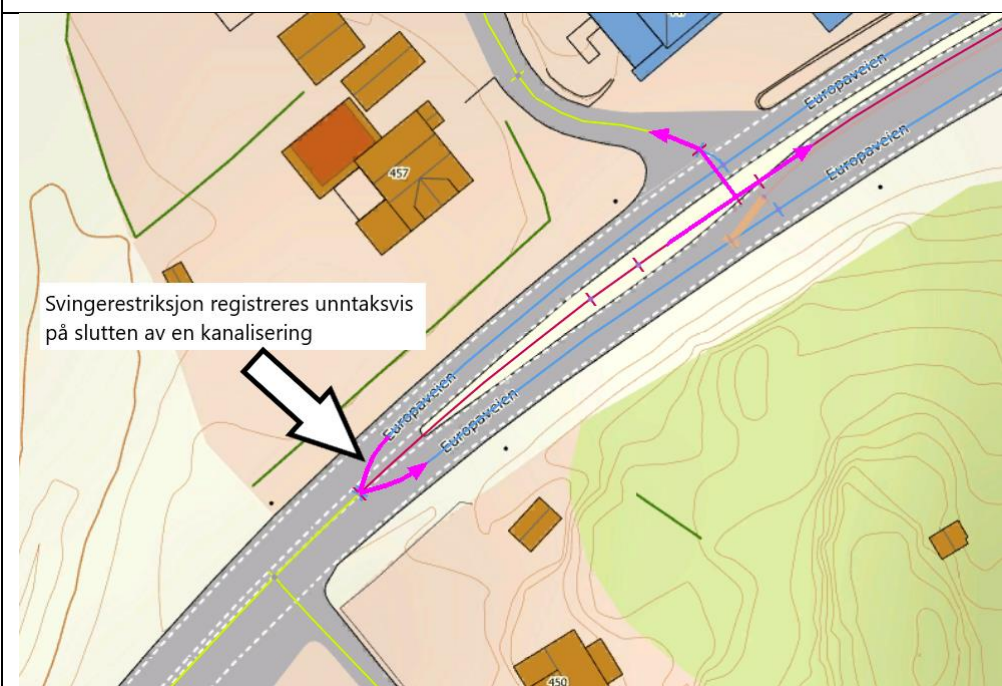 Europaveien
Europaveien
457
Svingerestriksjon registreres unntaksvis
på slutten av en kanalisering
Europaveien
Europaveien
450